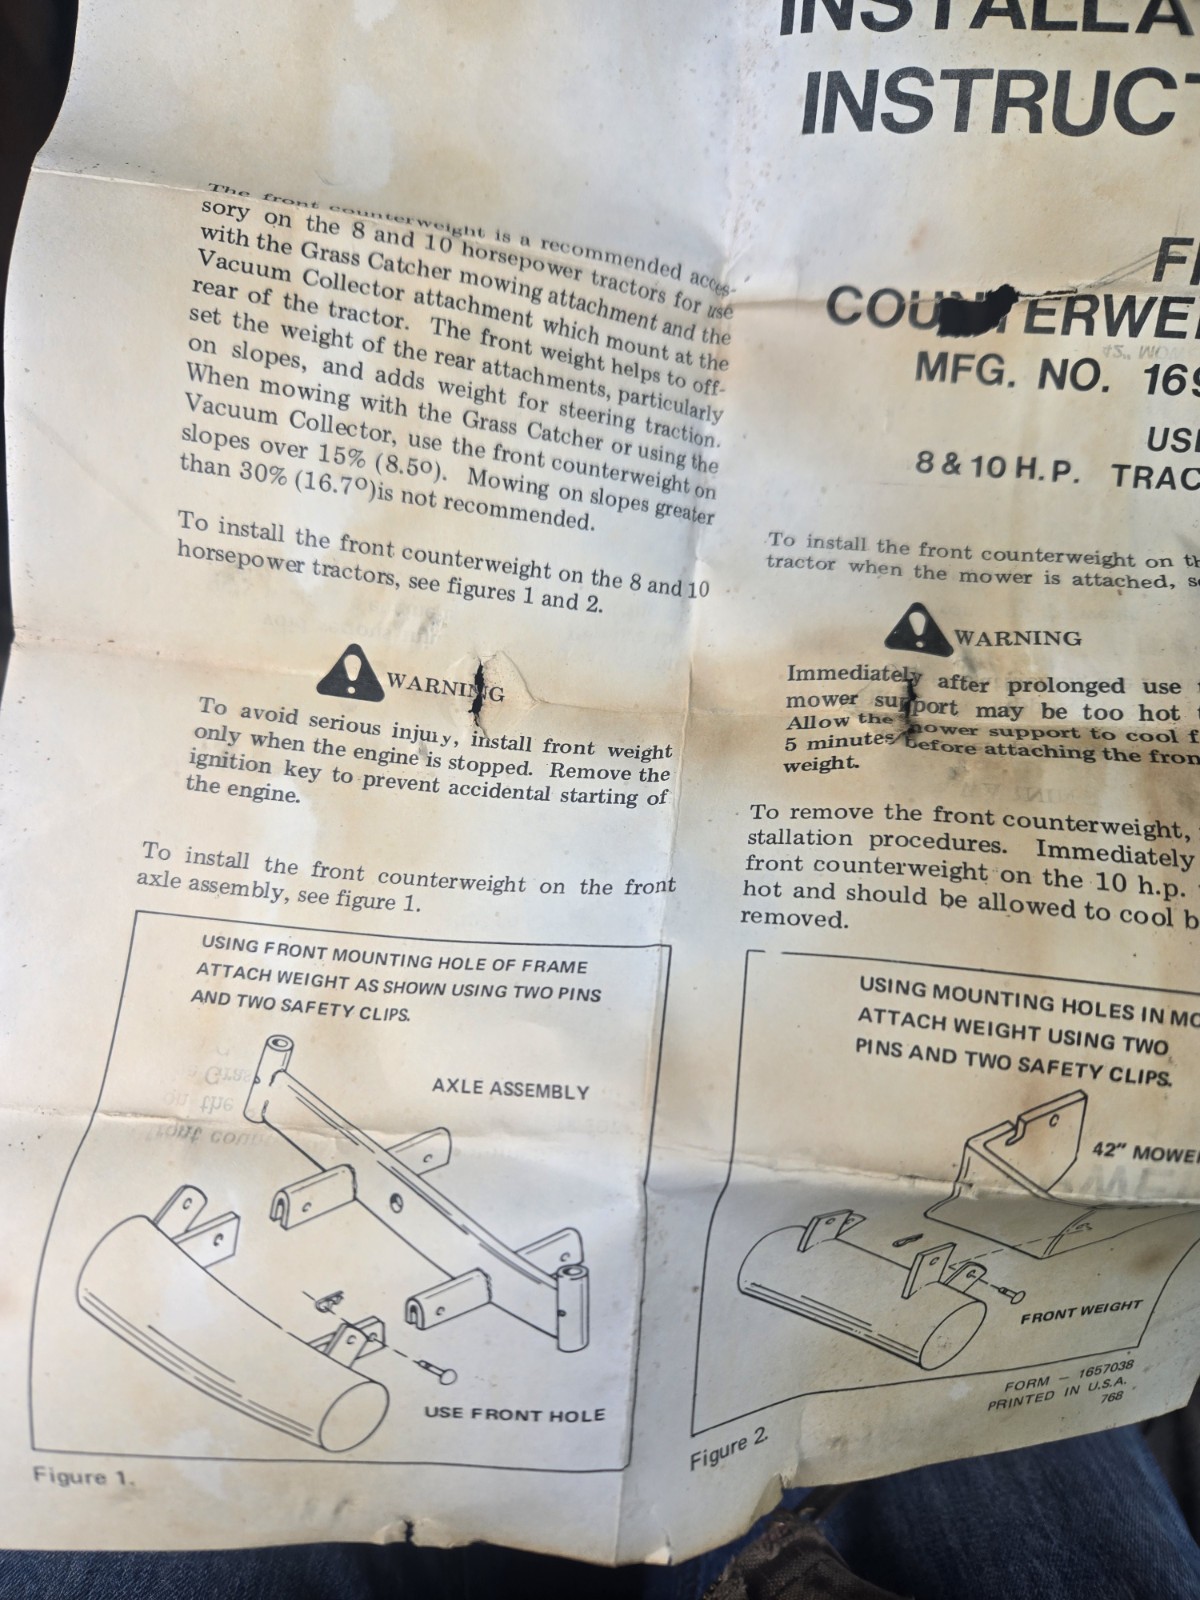 The front counterweight is a recommended acces-
sory on the 8 and 10 horsepower tractors for use
with the Grass Catcher mowing attachment and the
Vacuum Collector attachment which mount at the
rear of the tractor. The front weight helps to off-
set the weight of the rear attachments, particularly
on slopes, and adds weight for steering traction.
When mowing with the Grass Catcher or using the
Vacuum Collector, use the front counterweight on
slopes over 15% (8.5o). Mowing on slopes greater
than 30% (16.7o)is not recommended.
To install the front counterweight on the 8 and 10
horsepower tractors, see figures 1 and 2.
WARNING
To avoid serious injury, install front weight
only when the engine is stopped. Remove the
ignition key to prevent accidental starting of
the engine.
To install the front counterweight on the front
axle assembly, see figure 1.
USING FRONT MOUNTING HOLE OF FRAME
ATTACH WEIGHT AS SHOWN USING TWO PINS
AND TWO SAFETY CLIPS.
AXLE ASSEMBLY
USE FRONT HOLE
Figure 1.
INSTALLA
INSTRUCT
COUNTERWE
MFG. NO. 169
8 & 10 H.P. TRAC
To install the front counterweight on th
tractor when the mower is attached, s
WARNING
Immediately after prolonged use
mower support may be too hot
Allow the mower support to cool f
5 minutes before attaching the fron
weight.
To remove the front counterweight,
stallation procedures. Immediately
front counterweight on the 10 h.p.
hot and should be allowed to cool b
removed.
USING MOUNTING HOLES IN MO
ATTACH WEIGHT USING TWO
PINS AND TWO SAFETY CLIPS.
42" MOWE
FRONT WEIGHT
FORM - 1657038
PRINTED IN U.S.A.
768
Figure 2.